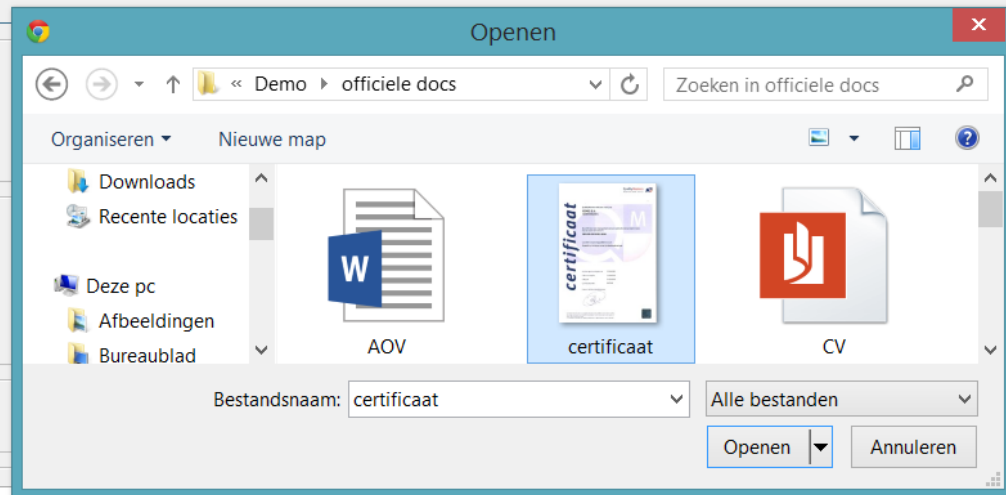 Openen
« Demo officiele docs
Zoeken in officiele docs
Organiseren
Nieuwe map
Downloads
Recente locaties
Deze pc
Afbeeldingen
Bureaublad
W
certificaat
M
AOV
certificaat
CV
Bestandsnaam: certificaat
Alle bestanden
Openen
Annuleren